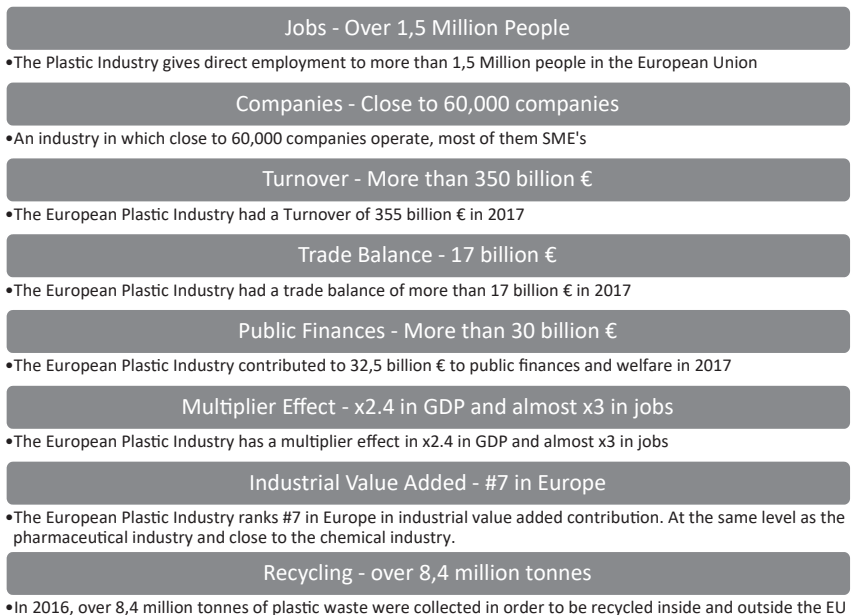 Jobs - Over 1,5 Million People
•The Plastic Industry gives direct employment to more than 1,5 Million people in the European Union
Companies - Close to 60,000 companies
•An industry in which close to 60,000 companies operate, most of them SME's
Turnover - More than 350 billion €
•The European Plastic Industry had a Turnover of 355 billion € in 2017
Trade Balance - 17 billion €
•The European Plastic Industry had a trade balance of more than 17 billion € in 2017
Public Finances - More than 30 billion €
•The European Plastic Industry contributed to 32,5 billion € to public finances and welfare in 2017
Multiplier Effect - x2.4 in GDP and almost x3 in jobs
•The European Plastic Industry has a multiplier effect in x2.4 in GDP and almost x3 in jobs
Industrial Value Added - #7 in Europe
•The European Plastic Industry ranks #7 in Europe in industrial value added contribution. At the same level as the
pharmaceutical industry and close to the chemical industry.
Recycling - over 8,4 million tonnes
•In 2016, over 8,4 million tonnes of plastic waste were collected in order to be recycled inside and outside the EU